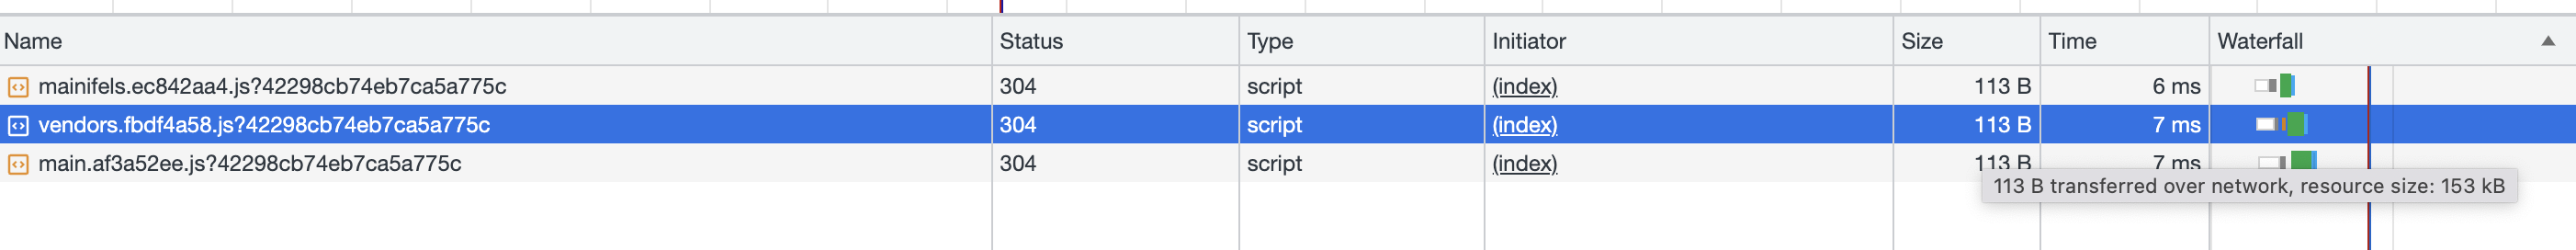 Name Status Type Initiator Size Time Waterfall
mainifels.ec842aa4.js?42298cb74eb7ca5a775c 304 script (index) 113 B 6 ms
vendors.fbdf4a58.js?42298cb74eb7ca5a775c 304 script (index) 113 B 7 ms
main.af3a52ee.js?42298cb74eb7ca5a775c 304 script (index) 113 B 7 ms
113 B transferred over network, resource size: 153 kB